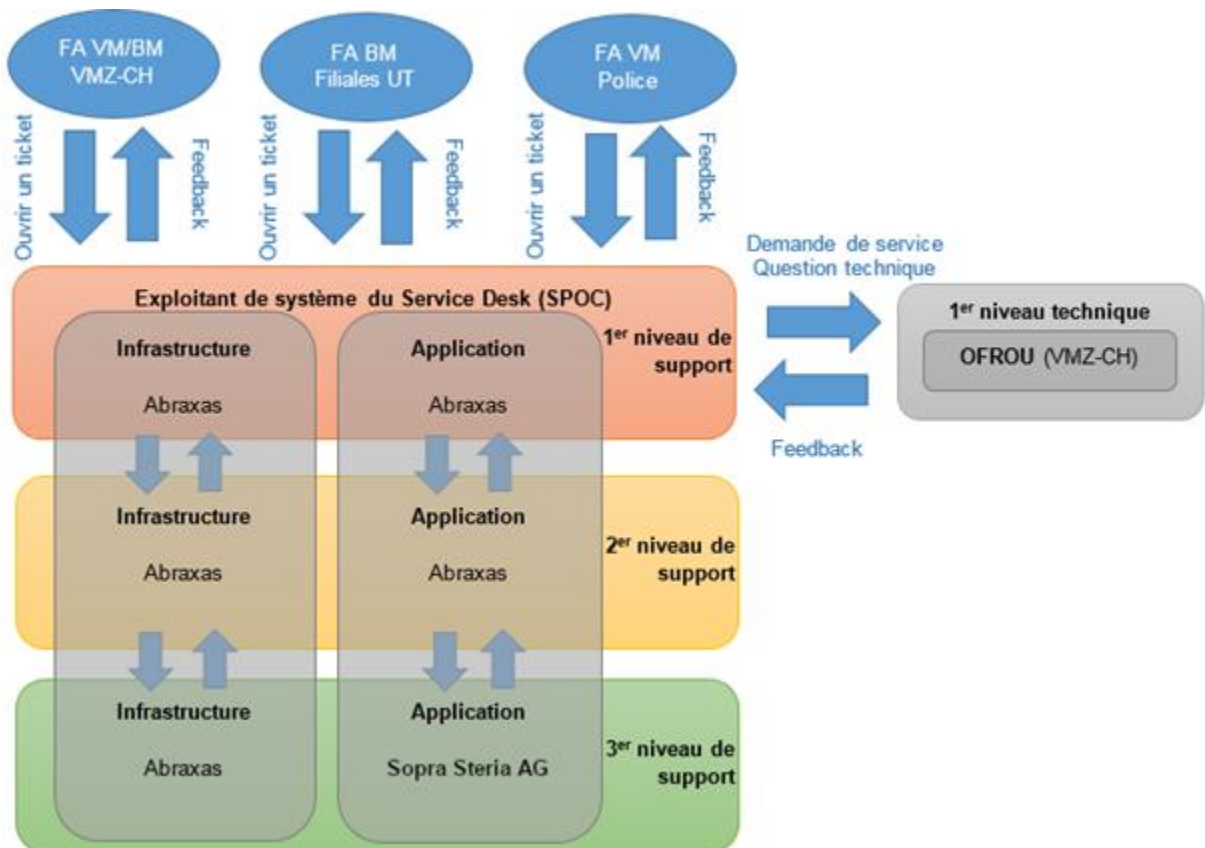 FA VM/BM
VMZ-CH
FA BM
Filiales UT
FA VM
Police
Ouvrir un ticket
Feedback
Ouvrir un ticket
Feedback
Ouvrir un ticket
Feedback
Exploitant de système du Service Desk (SPOC)
Infrastructure
Abraxas
Application
Abraxas
1er niveau de
support
Demande de service
Question technique
Feedback
1er niveau technique
OFROU (VMZ-CH)
Infrastructure
Abraxas
Application
Abraxas
2er niveau de
support
Infrastructure
Abraxas
Application
Sopra Steria AG
3er niveau de
support